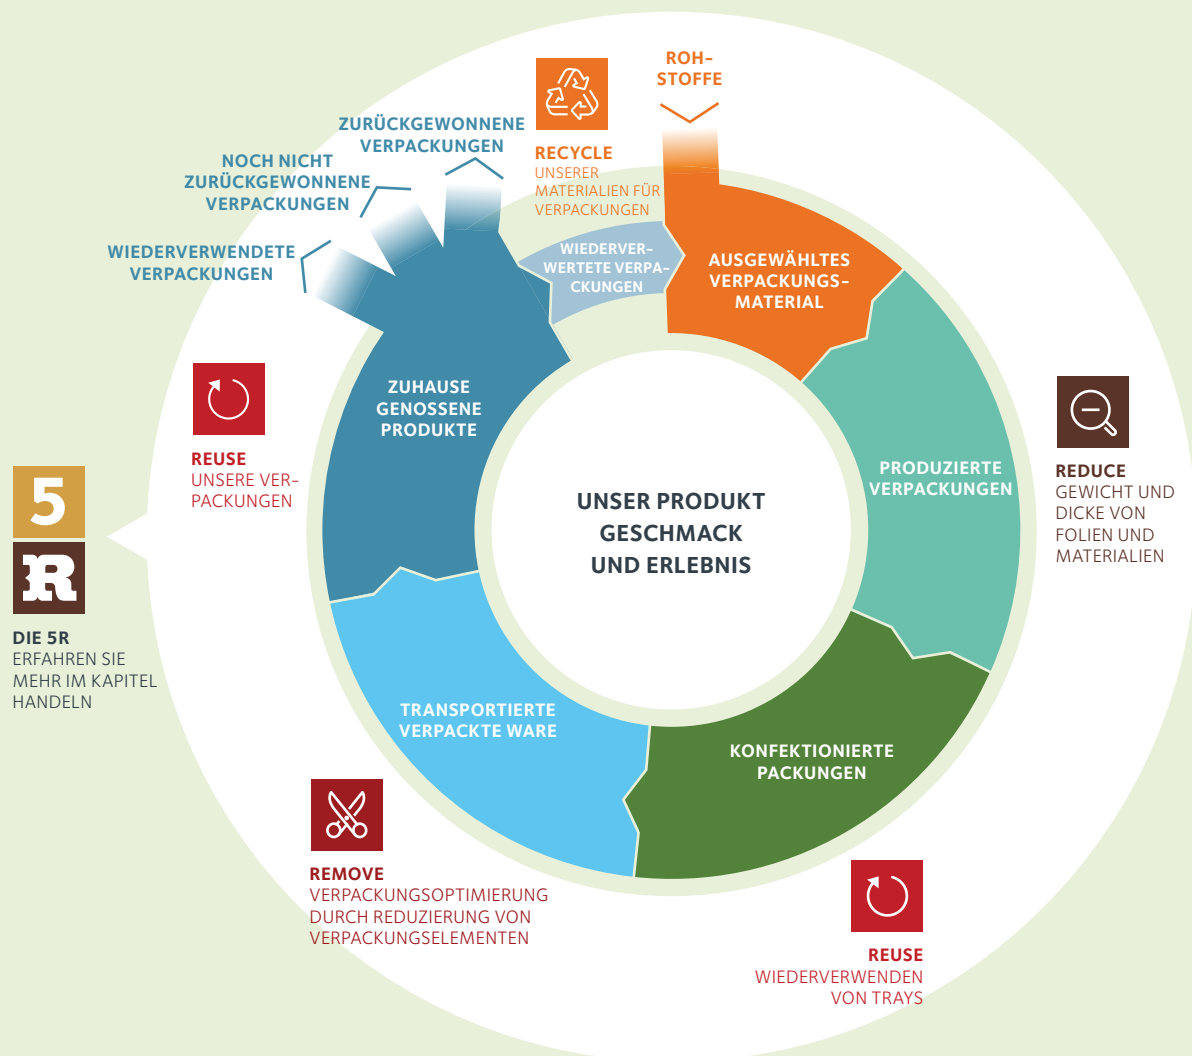 ROH-
STOFFE
ZURÜCKGEWONNENE
VERPACKUNGEN
RECYCLE
UNSERER
MATERIALIEN FÜR
VERPACKUNGEN
NOCH NICHT
ZURÜCKGEWONNENE
VERPACKUNGEN
WIEDERVERWENDETE
VERPACKUNGEN
WIEDERVER-
WERTETE VERPA-
CKUNGEN
AUSGEWÄHLTES
VERPACKUNGS-
MATERIAL
ZUHAUSE
GENOSSENE
PRODUKTE
REUSE
UNSERE VER-
PACKUNGEN
PRODUZIERTE
VERPACKUNGEN
REDUCE
GEWICHT UND
DICKE VON
FOLIEN UND
MATERIALIEN
UNSER PRODUKT
GESCHMACK
UND ERLEBNIS
5
R
DIE 5R
ERFAHREN SIE
MEHR IM KAPITEL
HANDELN
TRANSPORTIERTE
VERPACKTE WARE
KONFEKTIONIERTE
PACKUNGEN
REMOVE
VERPACKUNGSOPTIMIERUNG
DURCH REDUZIERUNG VON
VERPACKUNGSELEMENTEN
REUSE
WIEDERVERWENDEN
VON TRAYS